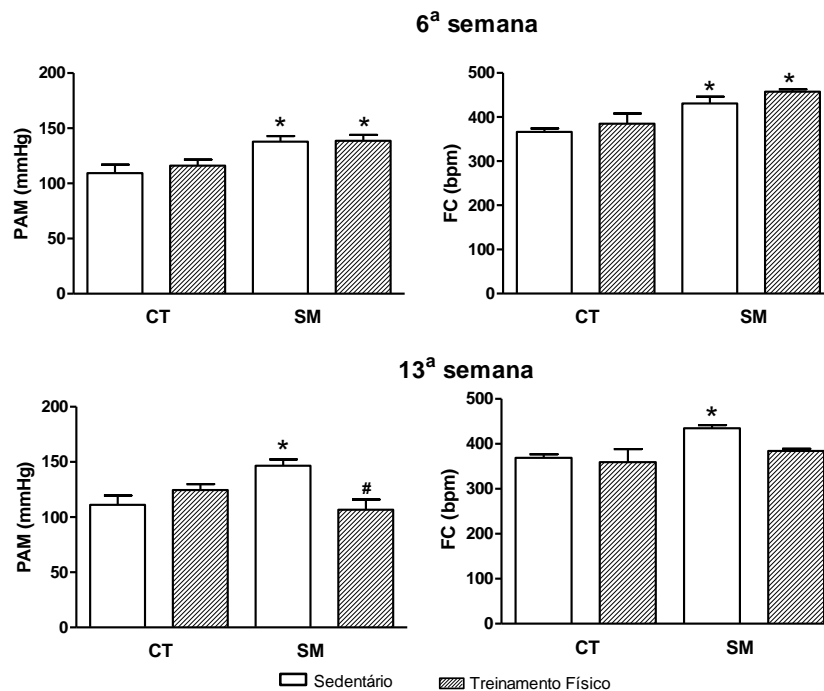 6ª semana
200
150
100
50
0
PAM (mmHg)
* *
CT SM
500
400
300
200
100
0
FC (bpm)
* *
CT SM
13ª semana
200
150
100
50
0
PAM (mmHg)
*
#
CT SM
500
400
300
200
100
0
FC (bpm)
*
CT SM
Sedentário Treinamento Físico